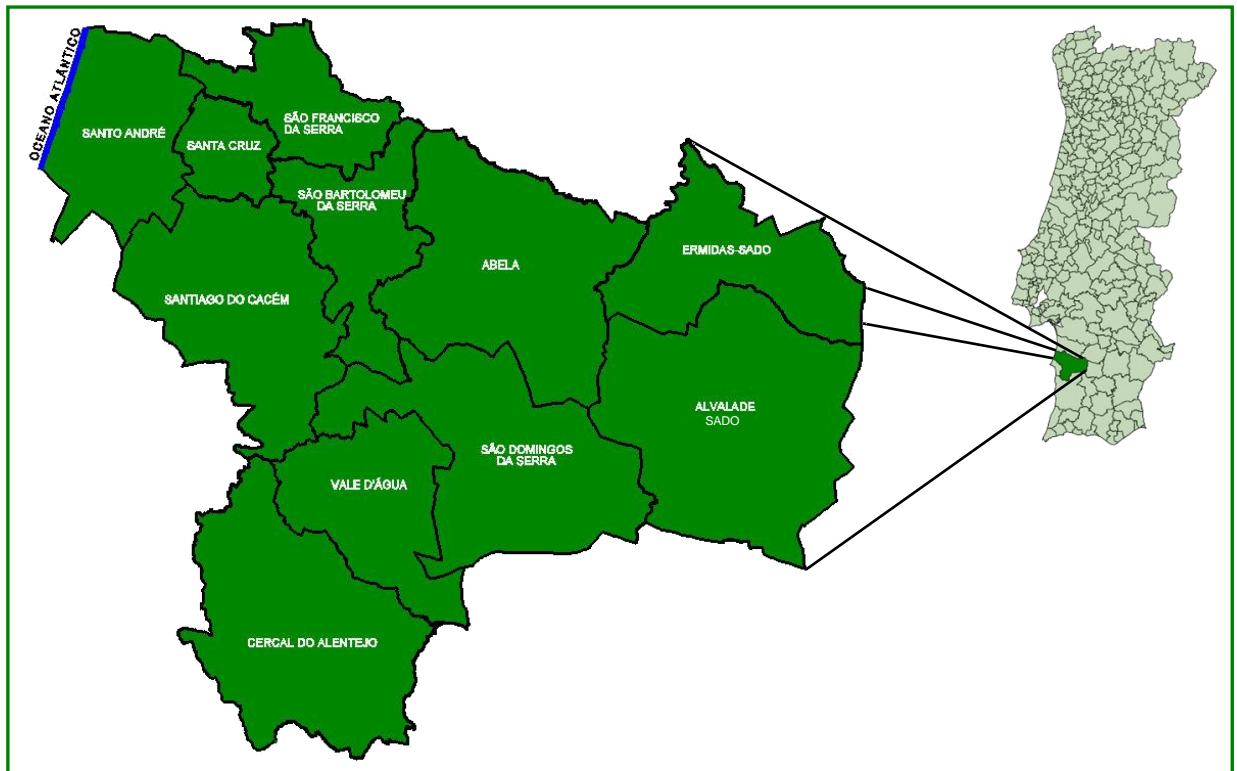 OCEANO ATLÂNTICO
SANTO ANDRÉ
SANTA CRUZ
SÃO FRANCISCO
DA SERRA
SÃO BARTOLOMEU
DA SERRA
ERMIDAS-SADO
ABELA
SANTIAGO DO CACÉM
ALVALADE
SADO
SÃO DOMINGOS
DA SERRA
VALE D'ÁGUA
CERCAL DO ALENTEJO